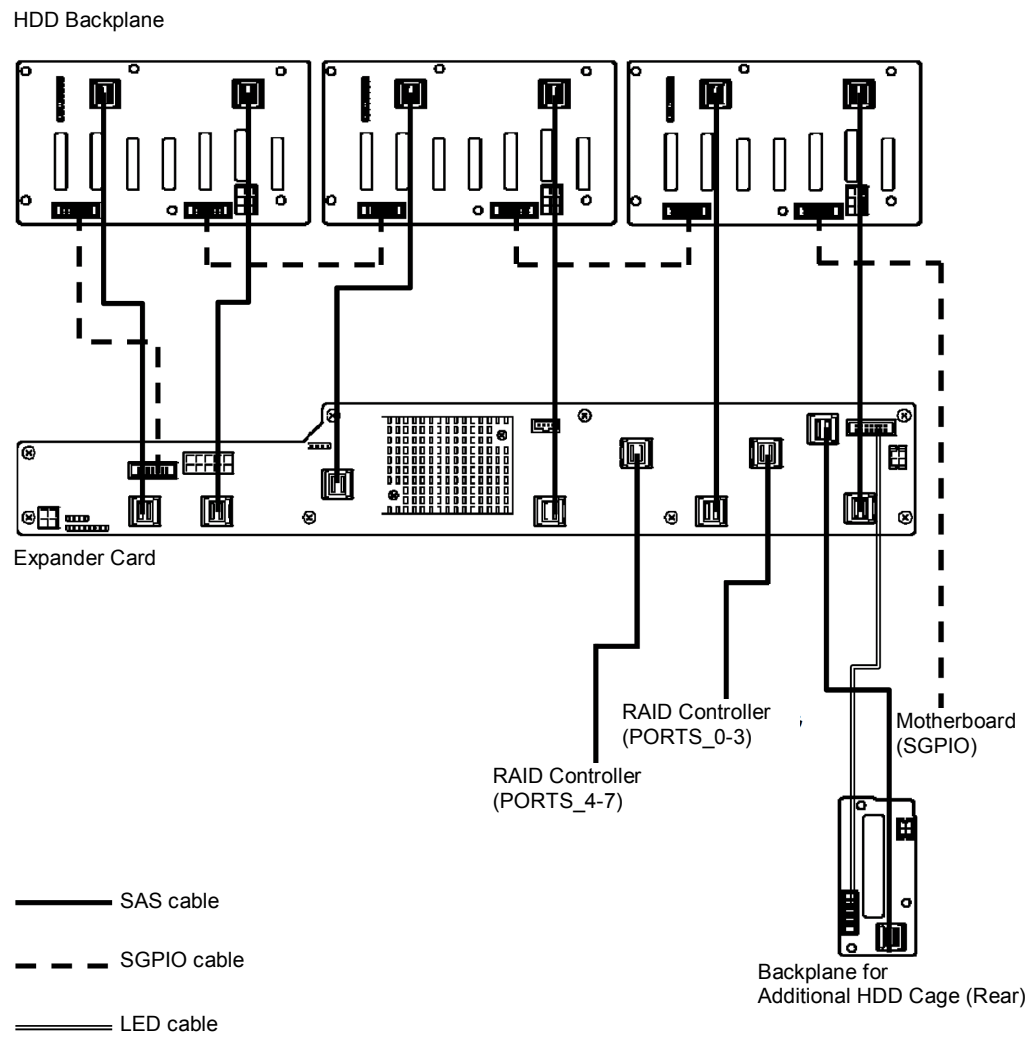 HDD Backplane
Expander Card
RAID Controller
(PORTS_0-3)
Motherboard
(SGPIO)
RAID Controller
(PORTS_4-7)
SAS cable
SGPIO cable
LED cable
Backplane for
Additional HDD Cage (Rear)